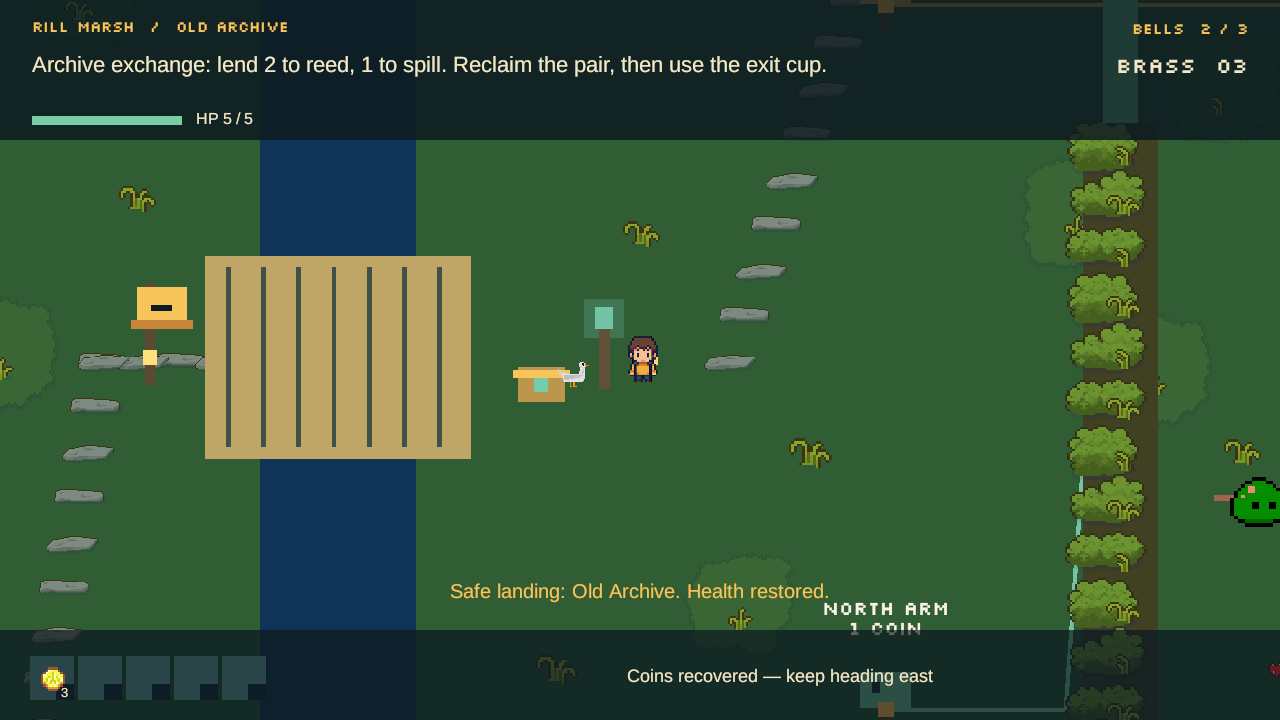 RILL MARSH / OLD ARCHIVE
BELLS 2 / 3
Archive exchange: lend 2 to reed, 1 to spill. Reclaim the pair, then use the exit cup.
BRASS 03
HP 5 / 5
Safe landing: Old Archive. Health restored.
NORTH ARM
1 COIN
Coins recovered — keep heading east
3